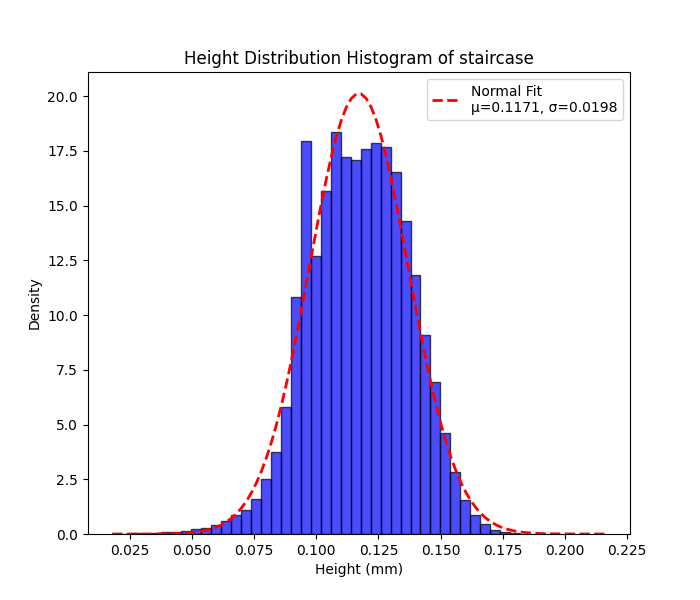 Height Distribution Histogram of staircase
Normal Fit
μ=0.1171, σ=0.0198
20.0
17.5
15.0
12.5
10.0
7.5
5.0
2.5
0.0
Density
0.025 0.050 0.075 0.100 0.125 0.150 0.175 0.200 0.225
Height (mm)